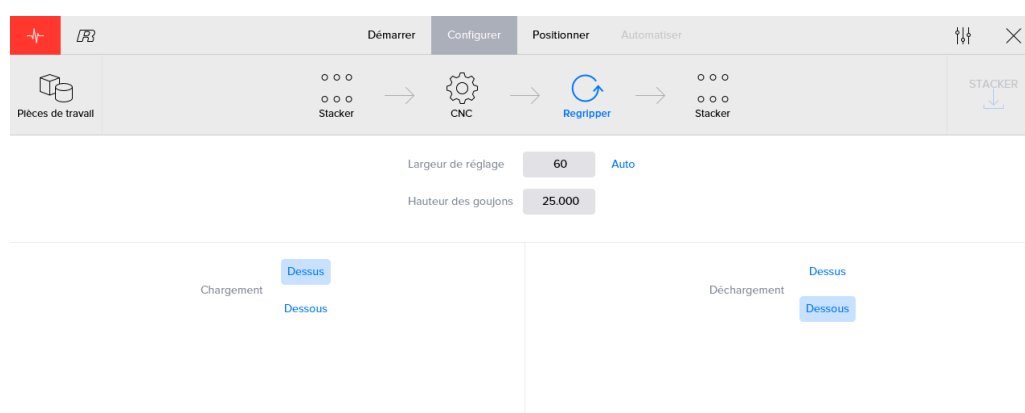 Démarrer Configurer Positionner Automatiser
Pièces de travail Stacker CNC Regripper Stacker STACKER
Largeur de réglage 60 Auto
Hauteur des goujons 25.000
Chargement Dessus Dessous
Déchargement Dessus Dessous